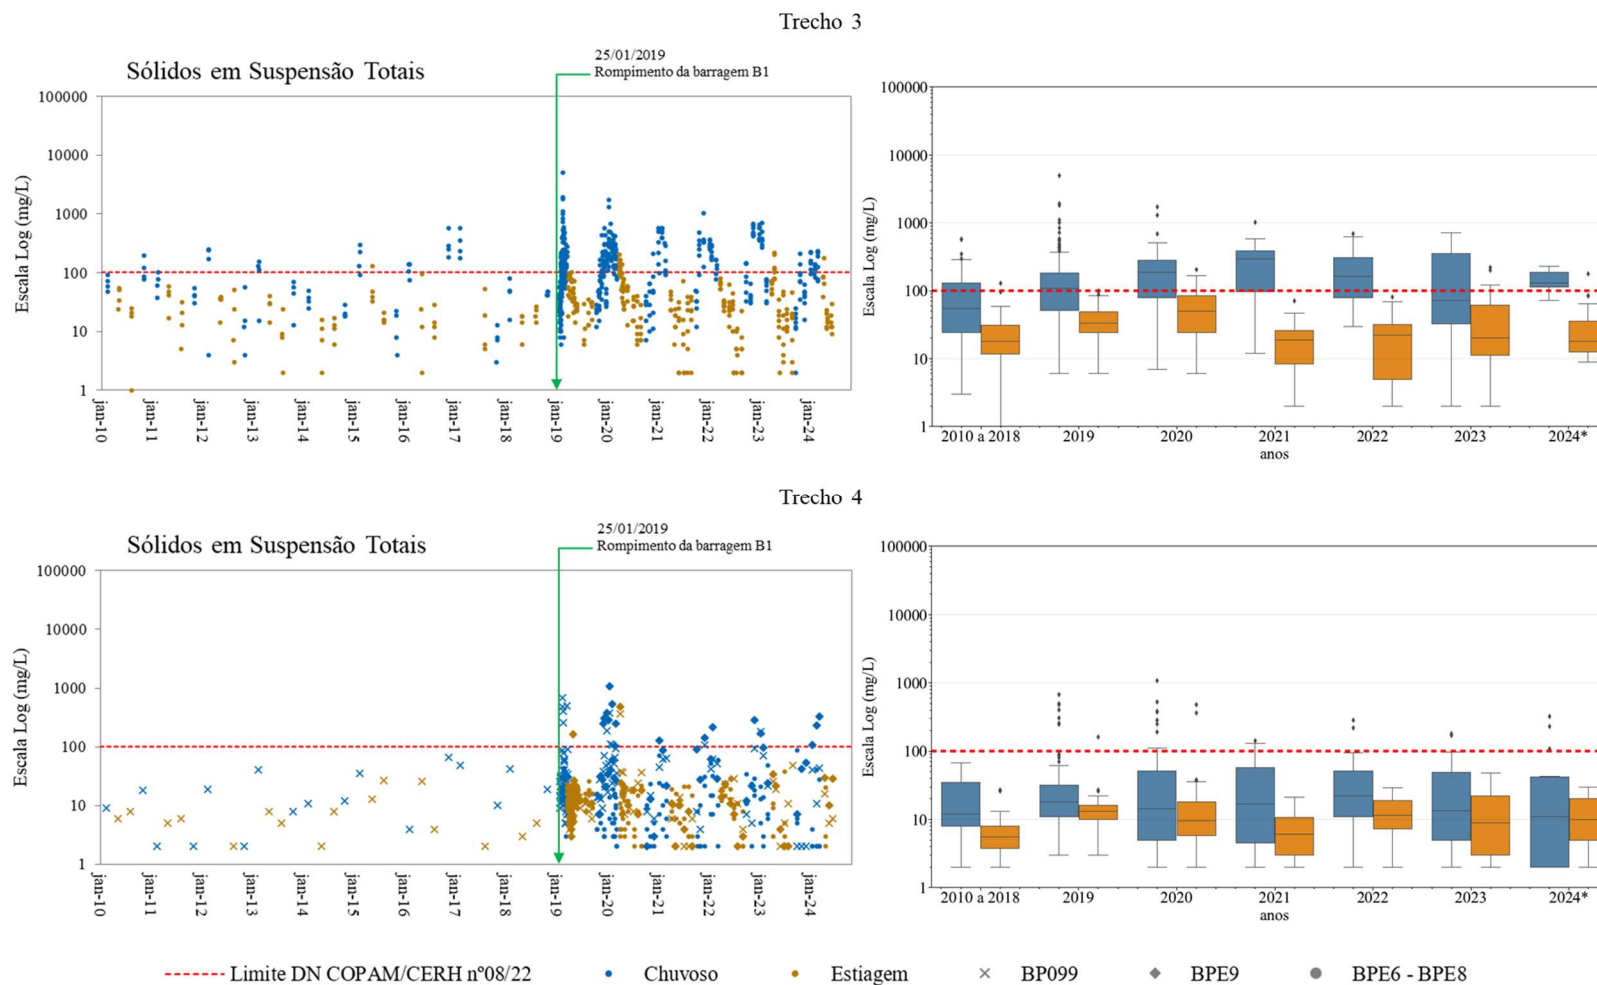 Trecho 3
Sólidos em Suspensão Totais
25/01/2019
Rompimento da barragem B1
Escala Log (mg/L)
100000
10000
1000
100
10
1
jan-10
jan-11
jan-12
jan-13
jan-14
jan-15
jan-16
jan-17
jan-18
jan-19
jan-20
jan-21
jan-22
jan-23
jan-24
Escala Log (mg/L)
100000
10000
1000
100
10
1
2010 a 2018
2019
2020
2021
2022
2023
2024*
anos
Trecho 4
Sólidos em Suspensão Totais
25/01/2019
Rompimento da barragem B1
Escala Log (mg/L)
100000
10000
1000
100
10
1
jan-10
jan-11
jan-12
jan-13
jan-14
jan-15
jan-16
jan-17
jan-18
jan-19
jan-20
jan-21
jan-22
jan-23
jan-24
Escala Log (mg/L)
100000
10000
1000
100
10
1
2010 a 2018
2019
2020
2021
2022
2023
2024*
anos
Limite DN COPAM/CERH nº08/22
Chuvoso
Estiagem
BP099
BPE9
BPE6 - BPE8